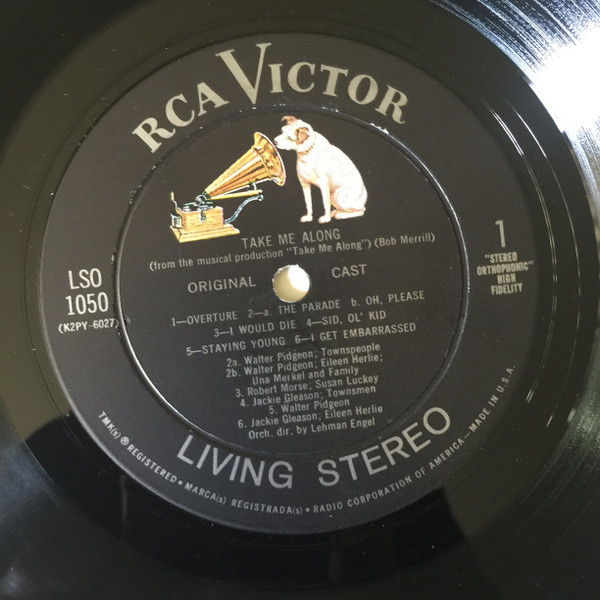 RCA VICTOR
TAKE ME ALONG
(from the musical production "Take Me Along") (Bob Merrill)
ORIGINAL CAST
LSO
1050
(K2PY-6027)
1
"STEREO
ORTHOPHONIC"
HIGH
FIDELITY
1—OVERTURE 2—a. THE PARADE b. OH, PLEASE
3—I WOULD DIE 4—SID, OL' KID
5—STAYING YOUNG 6—I GET EMBARRASSED
2a. Walter Pidgeon; Townspeople
2b. Walter Pidgeon; Eileen Herlie;
Una Merkel and Family
3. Robert Morse; Susan Luckey
4. Jackie Gleason; Townsmen
5. Walter Pidgeon
6. Jackie Gleason; Eileen Herlie
Orch. dir. by Lehman Engel
LIVING STEREO
TMK(s) ® REGISTERED • MARCA(s) REGISTRADA(s) • RADIO CORPORATION OF AMERICA—MADE IN U.S.A.